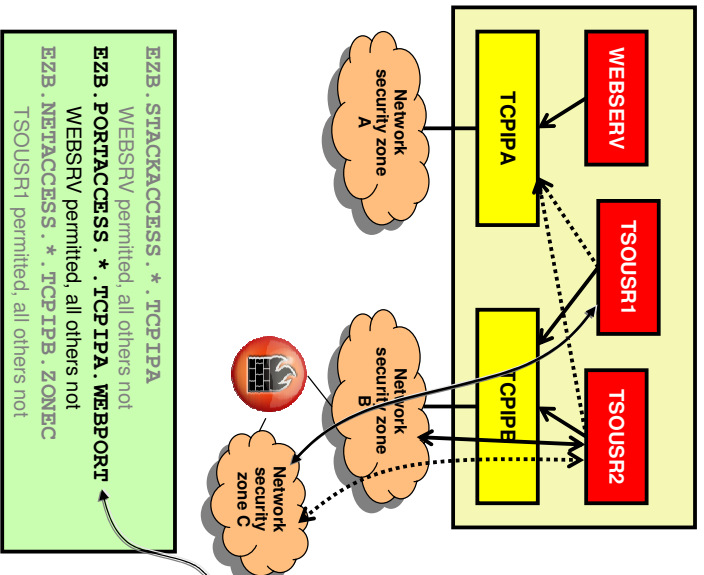 WEBSERV
TSOUSR1
TSOUSR2
TCPIPA
TCPIPB
Network
security zone
A
Network
security zone
B
Network
security
zone C
EZB.STACKACCESS.*.TCPIPA
WEBSRV permitted, all others not
EZB.PORTACCESS.*.TCPIPA.WEBPORT
WEBSRV permitted, all others not
EZB.NETACCESS.*.TCPIPB.ZONEC
TSOUSR1 permitted, all others not